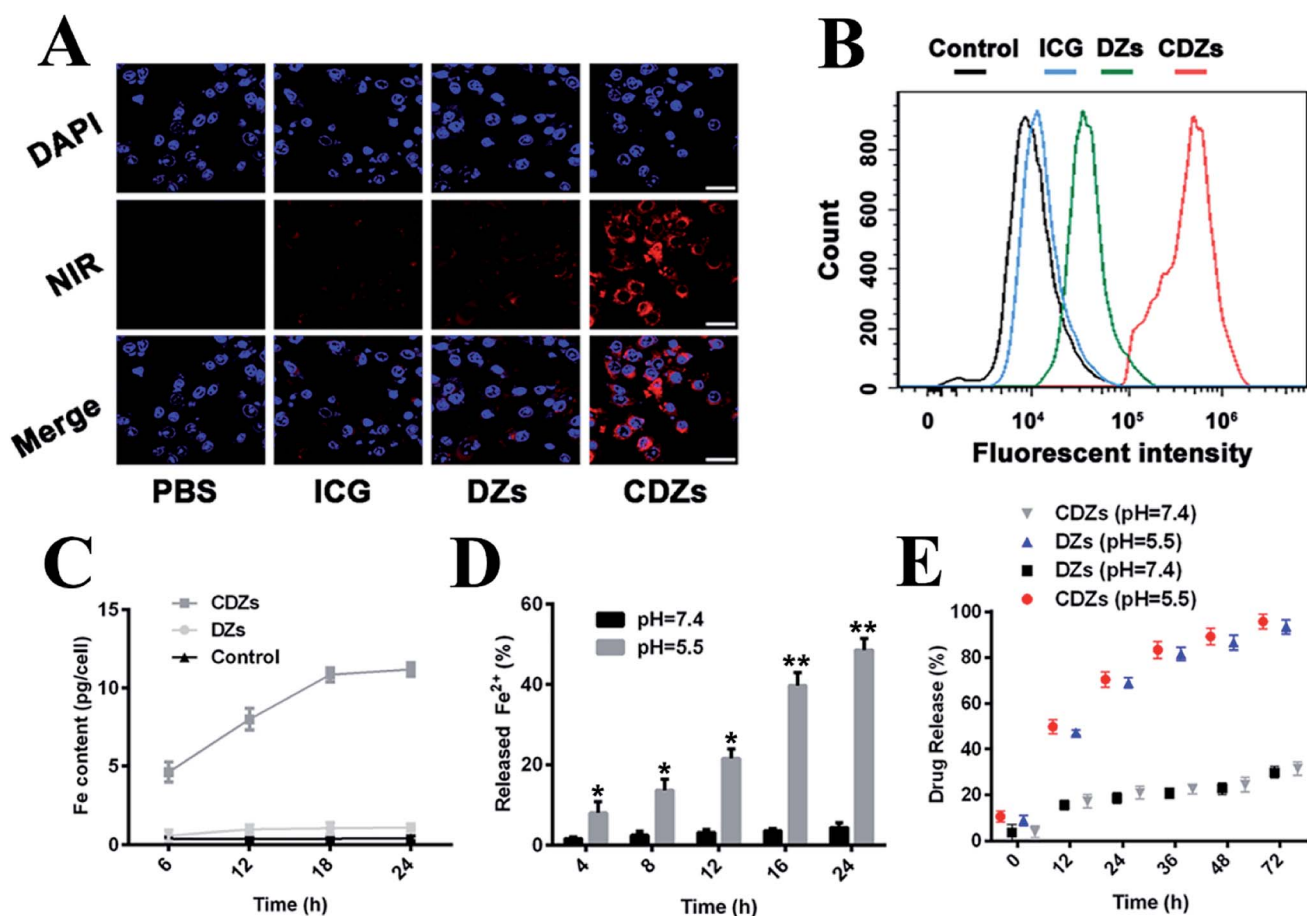 A
DAPI
NIR
Merge
PBS ICG DZs CDZs
B
Control ICG DZs CDZs
Count
800
600
400
200
0
0 10⁴ 10⁵ 10⁶
Fluorescent intensity
C
CDZs
DZs
Control
Fe content (pg/cell)
15
10
5
0
6 12 18 24
Time (h)
D
pH=7.4
pH=5.5
Released Fe²⁺ (%)
60
40
20
0
* * * ** **
4 8 12 16 24
Time (h)
E
CDZs (pH=7.4)
DZs (pH=5.5)
DZs (pH=7.4)
CDZs (pH=5.5)
Drug Release (%)
100
80
60
40
20
0
0 12 24 36 48 72
Time (h)